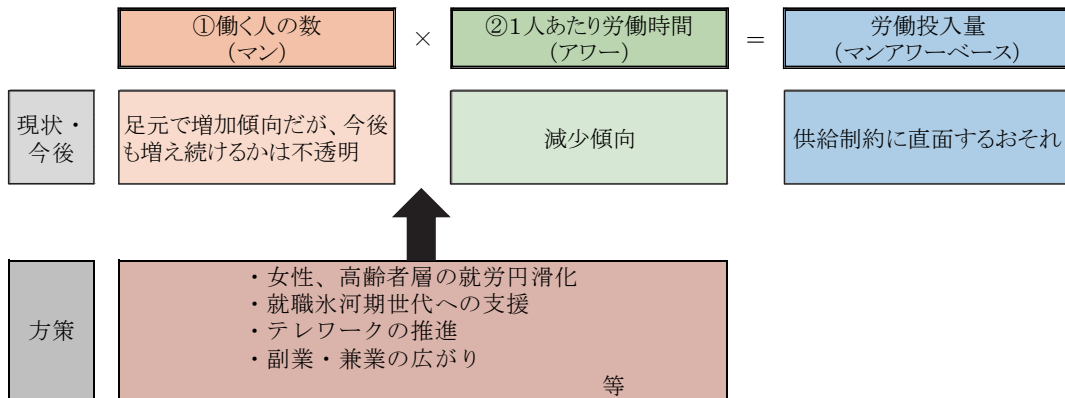 ①働く人の数
(マン)
×
②1人あたり労働時間
(アワー)
=
労働投入量
(マンアワーベース)
現状・
今後
足元で増加傾向だが、今後
も増え続けるかは不透明
減少傾向
供給制約に直面するおそれ
方策
・女性、高齢者層の就労円滑化
・就職氷河期世代への支援
・テレワークの推進
・副業・兼業の広がり
等